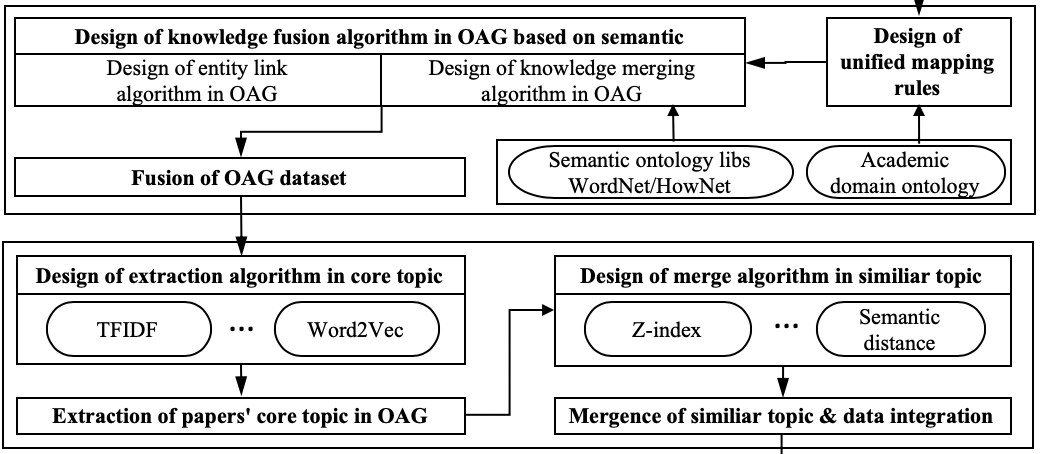 Design of knowledge fusion algorithm in OAG based on semantic
Design of entity link
algorithm in OAG
Design of knowledge merging
algorithm in OAG
Design of
unified mapping
rules
Fusion of OAG dataset
Semantic ontology libs
WordNet/HowNet
Academic
domain ontology
Design of extraction algorithm in core topic
TFIDF
...
Word2Vec
Extraction of papers' core topic in OAG
Design of merge algorithm in similiar topic
Z-index
...
Semantic
distance
Mergence of similiar topic & data integration